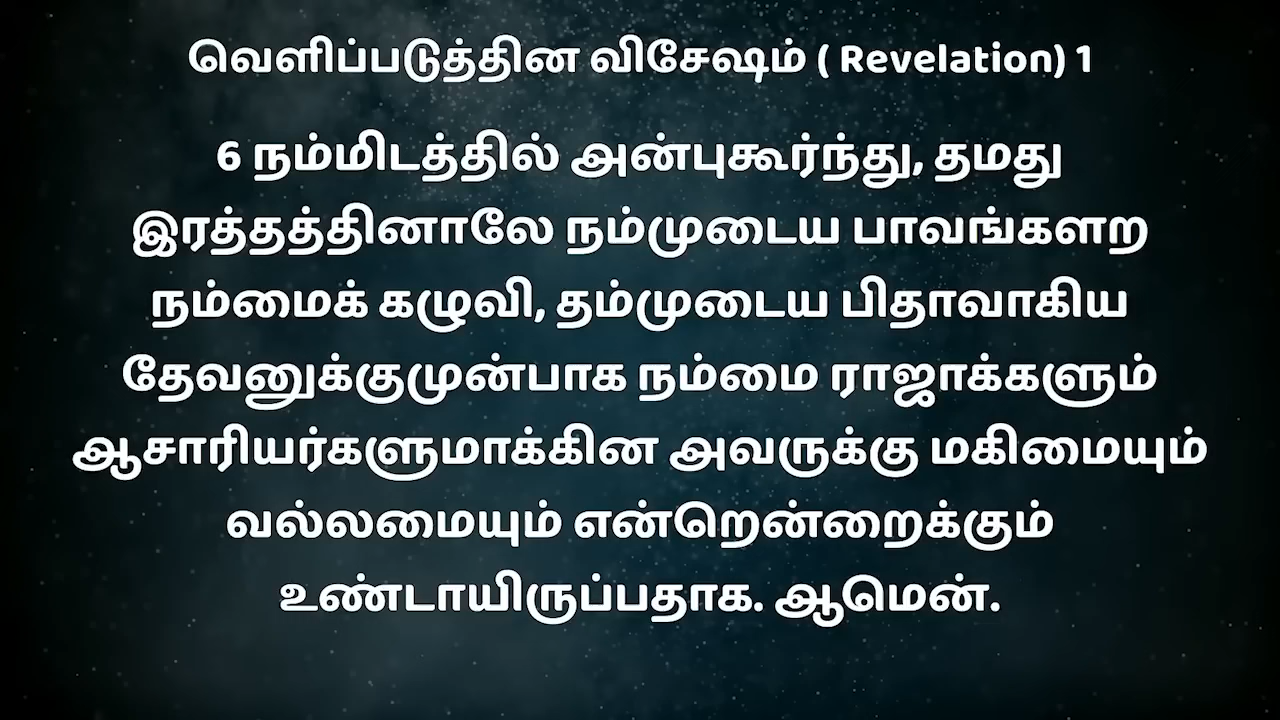 வெளிப்படுத்தின விசேஷம் ( Revelation) 1
6 நம்மிடத்தில் அன்புகூர்ந்து, தமது
இரத்தத்தினாலே நம்முடைய பாவங்களற
நம்மைக் கழுவி, தம்முடைய பிதாவாகிய
தேவனுக்குமுன்பாக நம்மை ராஜாக்களும்
ஆசாரியர்களுமாக்கின அவருக்கு மகிமையும்
வல்லமையும் என்றென்றைக்கும்
உண்டாயிருப்பதாக. ஆமென்.